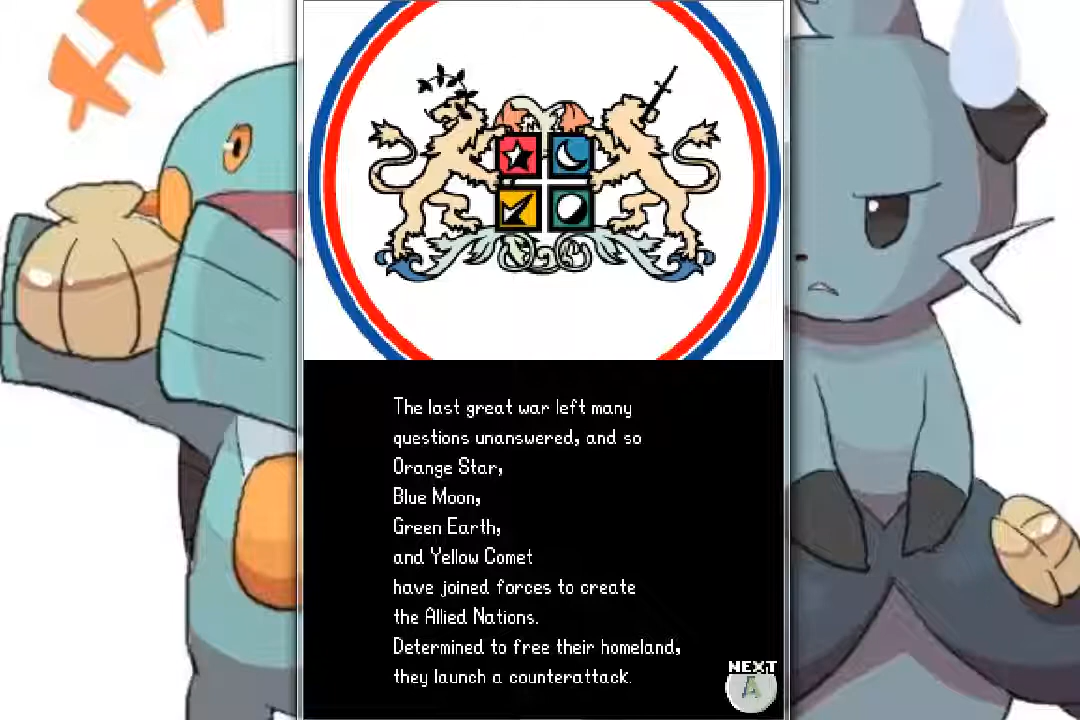 The last great war left many
questions unanswered, and so
Orange Star,
Blue Moon,
Green Earth,
and Yellow Comet
have joined forces to create
the Allied Nations.
Determined to free their homeland,
they launch a counterattack.
NEXT
A